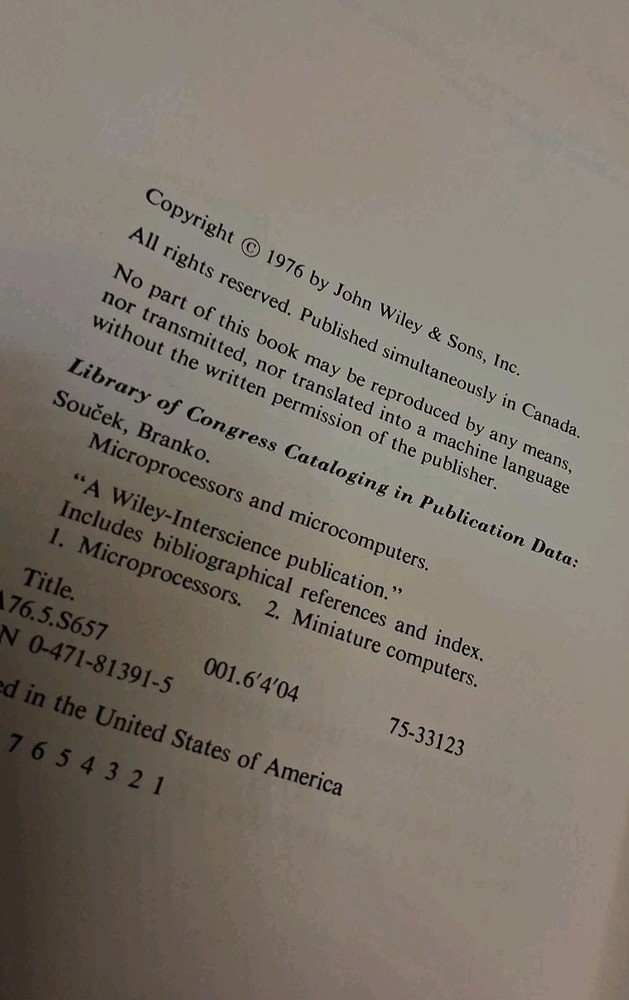 Copyright © 1976 by John Wiley & Sons, Inc.
All rights reserved. Published simultaneously in Canada.
No part of this book may be reproduced by any means,
nor transmitted, nor translated into a machine language
without the written permission of the publisher.
Library of Congress Cataloging in Publication Data:
Souček, Branko.
Microprocessors and microcomputers.
“A Wiley-Interscience publication.”
Includes bibliographical references and index.
1. Microprocessors. 2. Miniature computers.
Title.
A76.5.S657 001.6'4'04 75-33123
N 0-471-81391-5
ed in the United States of America
7 6 5 4 3 2 1